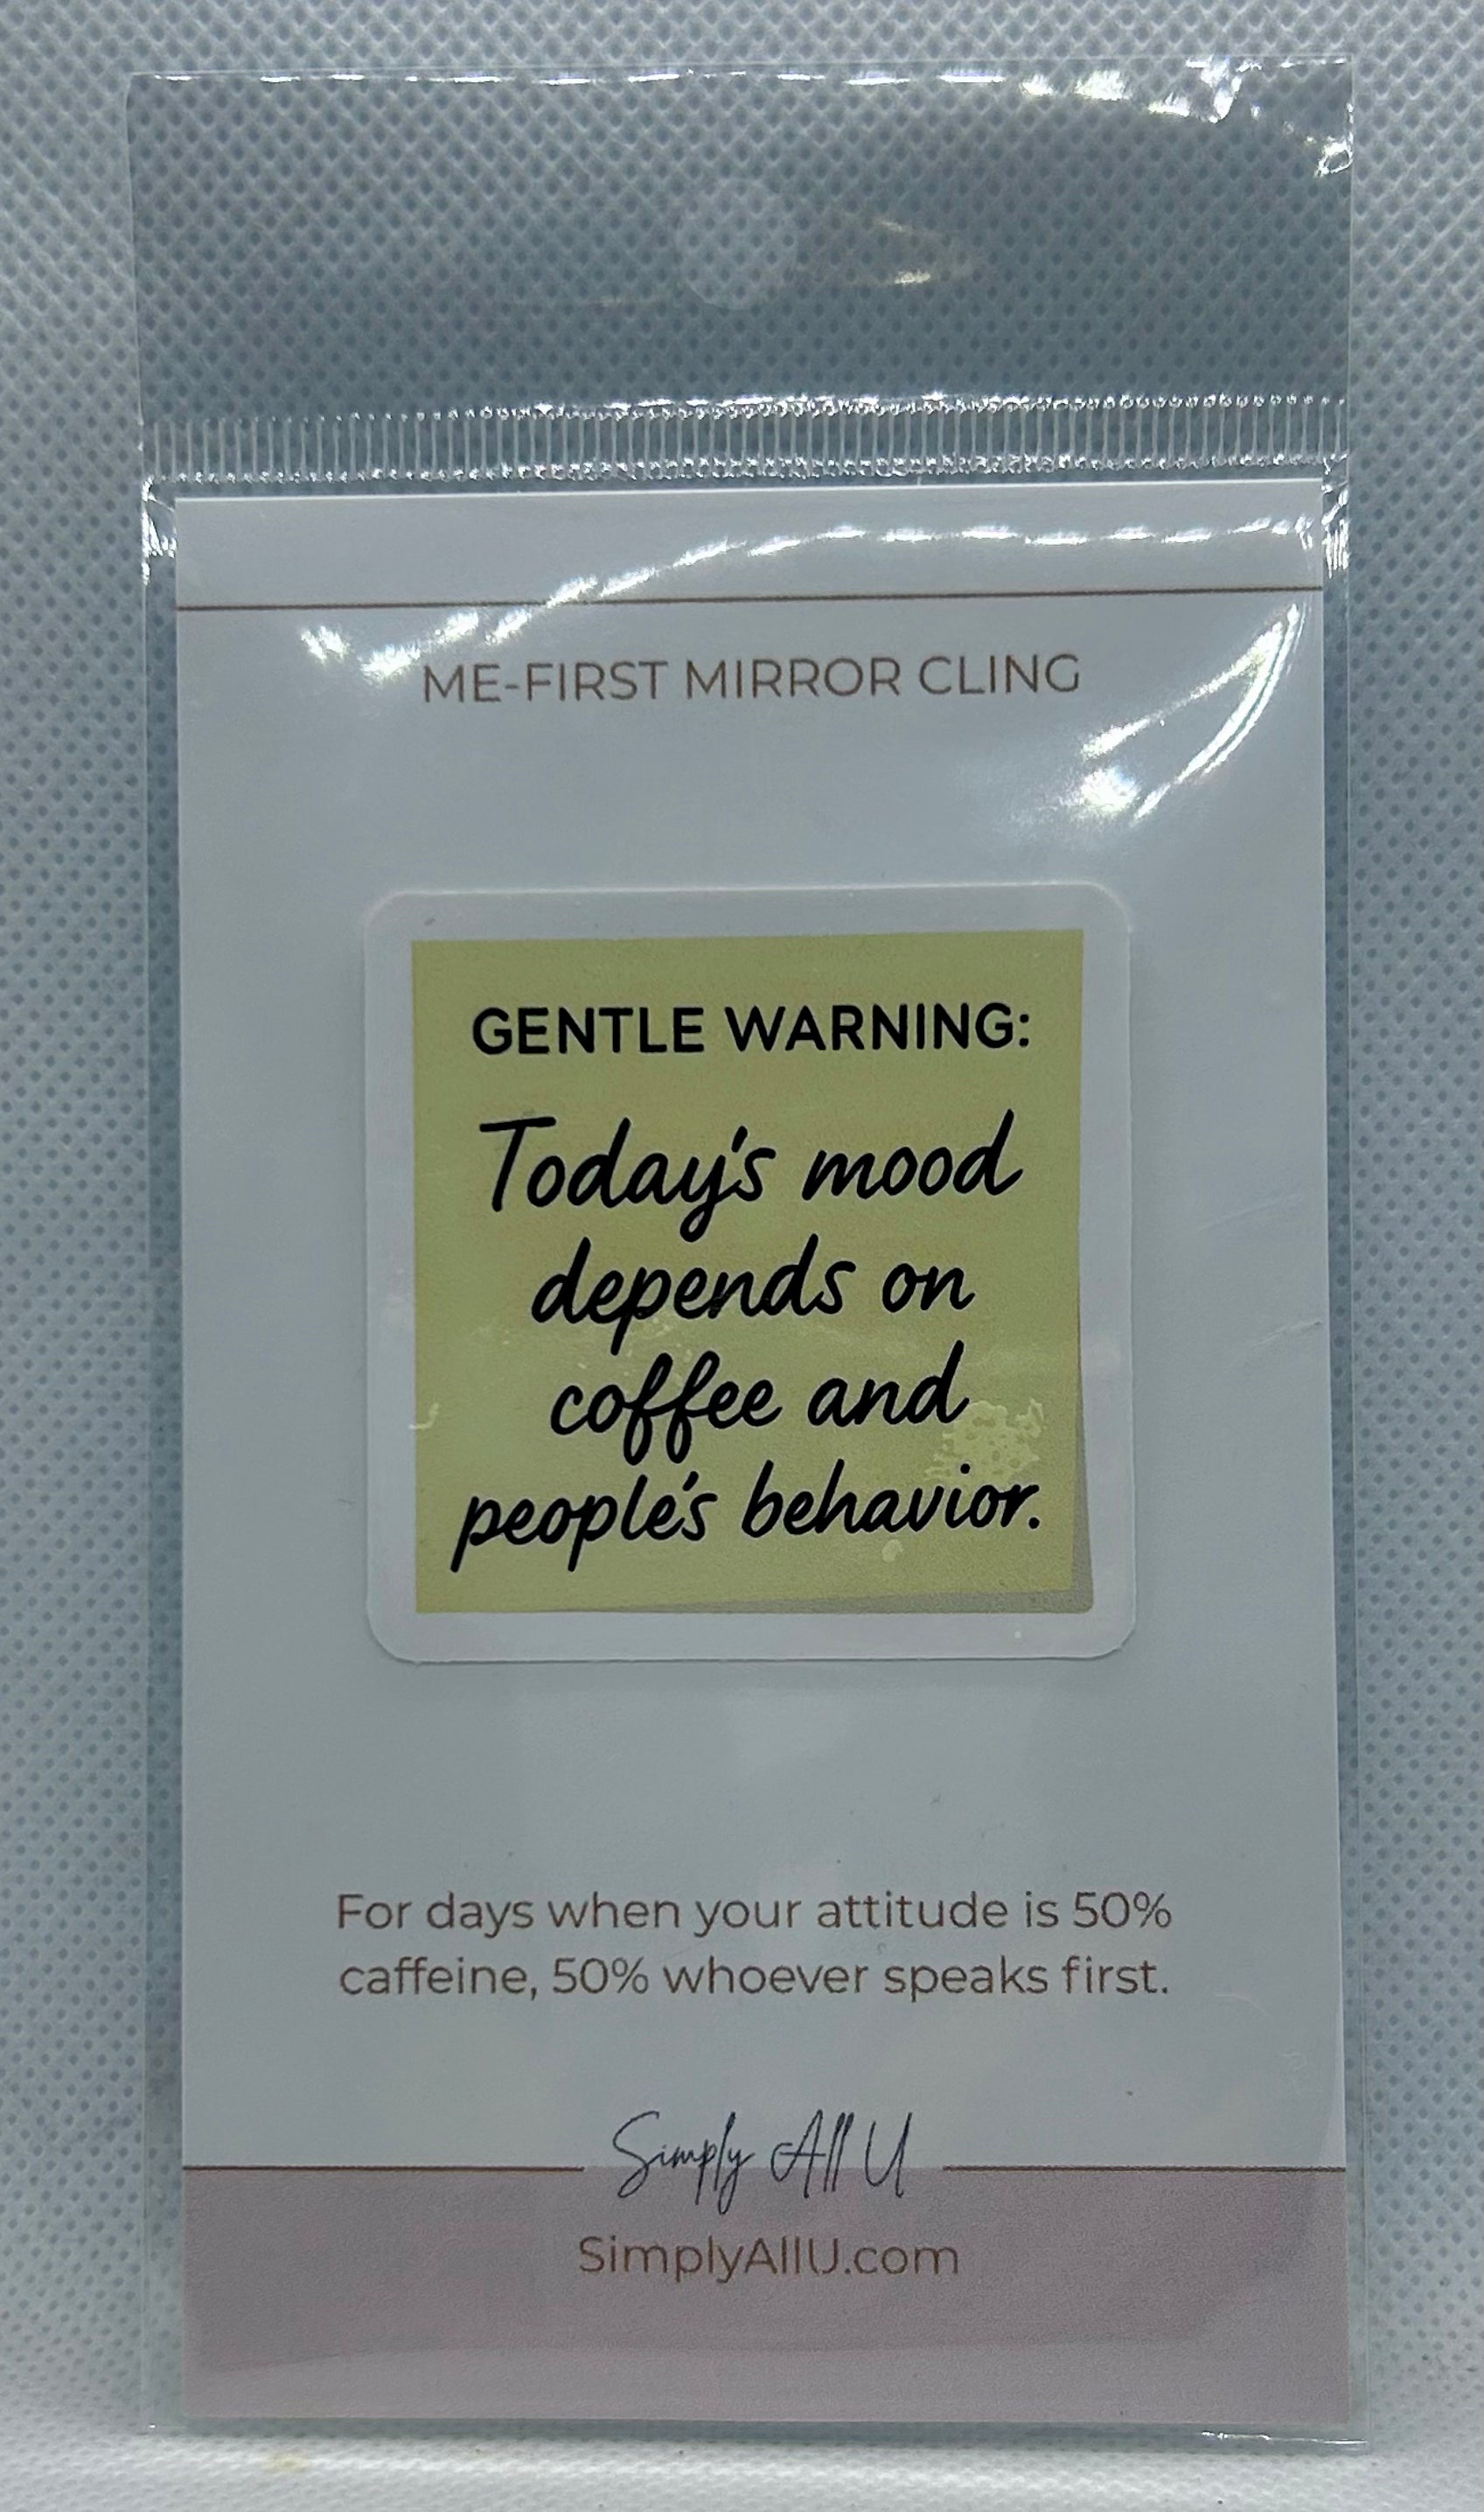 ME-FIRST MIRROR CLING
GENTLE WARNING:
Today's mood
depends on
coffee and
people's behavior.
For days when your attitude is 50%
caffeine, 50% whoever speaks first.
Simply All U
SimplyAllU.com